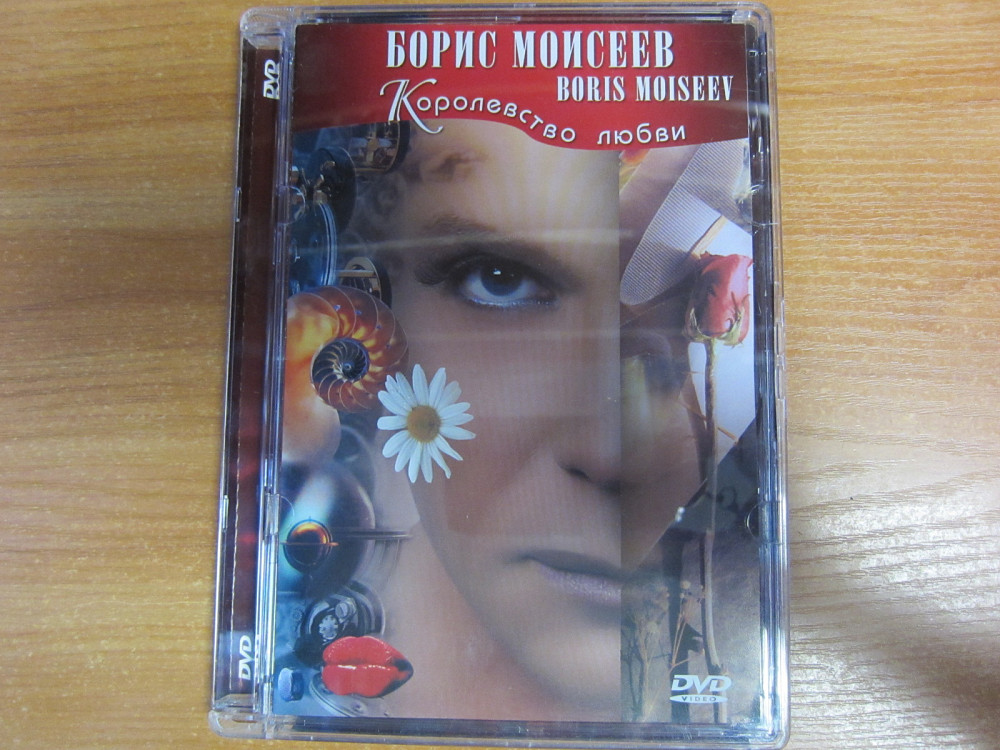 БОРИС МОИСЕЕВ
BORIS MOISEEV
Королевство любви
DVD
DVD
DVD
VIDEO